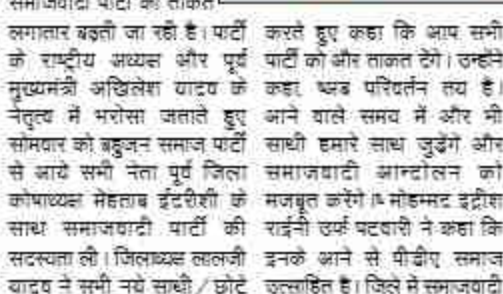 समाजवादी पार्टी की ताकत
लगातार बढ़ती जा रही है। पार्टी
के राष्ट्रीय अध्यक्ष और पूर्व
मुख्यमंत्री अखिलेश यादव के
नेतृत्व में भरोसा जताते हुए
सोमवार को बहुजन समाज पार्टी
से आये सभी नेता पूर्व जिला
कोषाध्यक्ष मेहताब ईदरीशी के
साथ समाजवादी पार्टी की
सदस्यता ली। जिलाध्यक्ष लालजी
यादव ने सभी नये साथी / छोटे
करते हुए कहा कि आप सभी
पार्टी को और ताकत देंगे। उन्होंने
कहा, ष्अब परिवर्तन तय है।
आने वाले समय में और भी
साथी हमारे साथ जुड़ेंगे और
समाजवादी आन्दोलन को
मजबूत करेंगे।ष् मोहम्मद इद्रीश
राईनी उर्फ पटवारी ने कहा कि
इनके आने से पीडीए समाज
उत्साहित है। जिले में समाजवादी